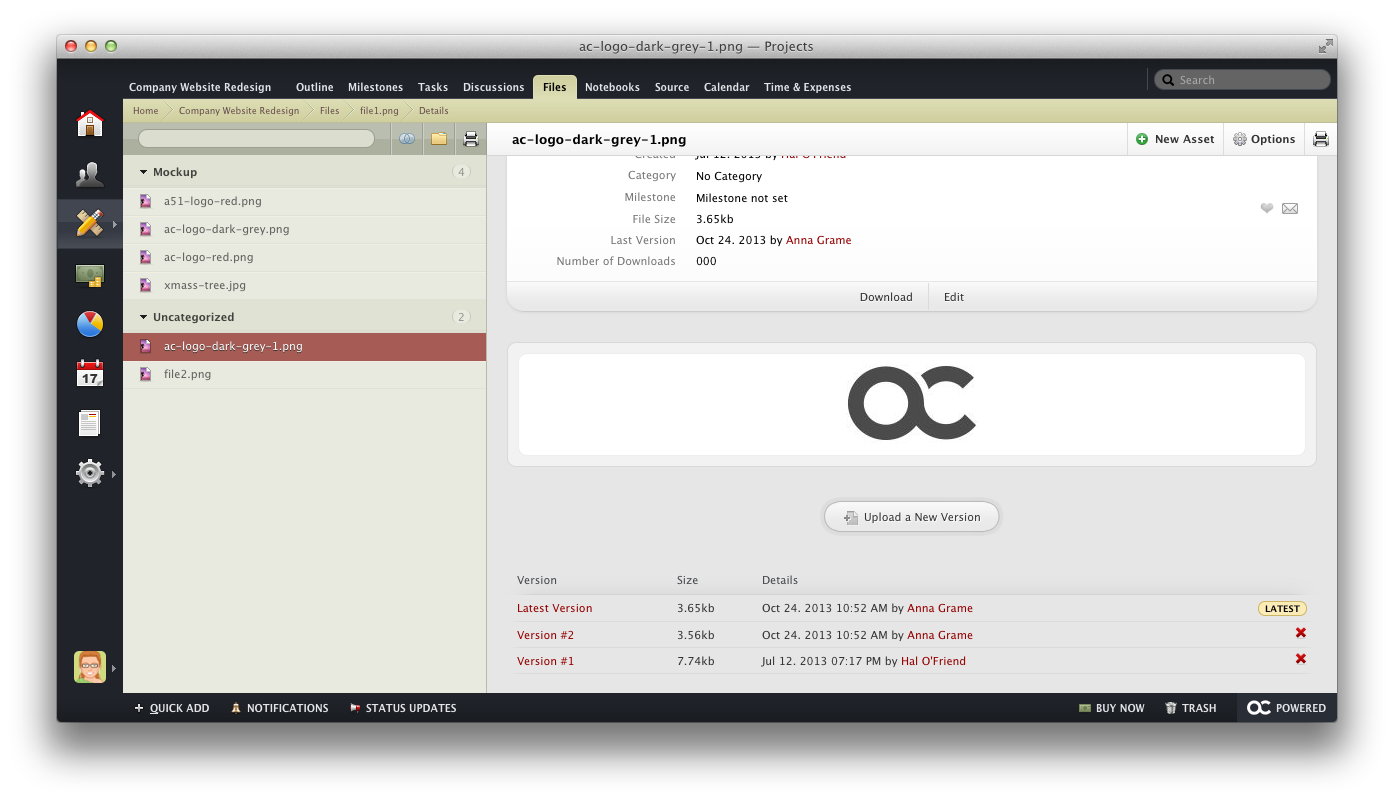 ac-logo-dark-grey-1.png — Projects
Company Website Redesign Outline Milestones Tasks Discussions Files Notebooks Source Calendar Time & Expenses Search
Home Company Website Redesign Files file1.png Details
ac-logo-dark-grey-1.png New Asset Options
Mockup 4
a51-logo-red.png
ac-logo-dark-grey.png
ac-logo-red.png
xmass-tree.jpg
Uncategorized 2
ac-logo-dark-grey-1.png
file2.png
17
Created Jul 12. 2013 by Hal O'Friend
Category No Category
Milestone Milestone not set
File Size 3.65kb
Last Version Oct 24. 2013 by Anna Grame
Number of Downloads 000
Download Edit
Upload a New Version
Version Size Details
Latest Version 3.65kb Oct 24. 2013 10:52 AM by Anna Grame LATEST
Version #2 3.56kb Oct 24. 2013 10:52 AM by Anna Grame
Version #1 7.74kb Jul 12. 2013 07:17 PM by Hal O'Friend
QUICK ADD NOTIFICATIONS STATUS UPDATES BUY NOW TRASH POWERED